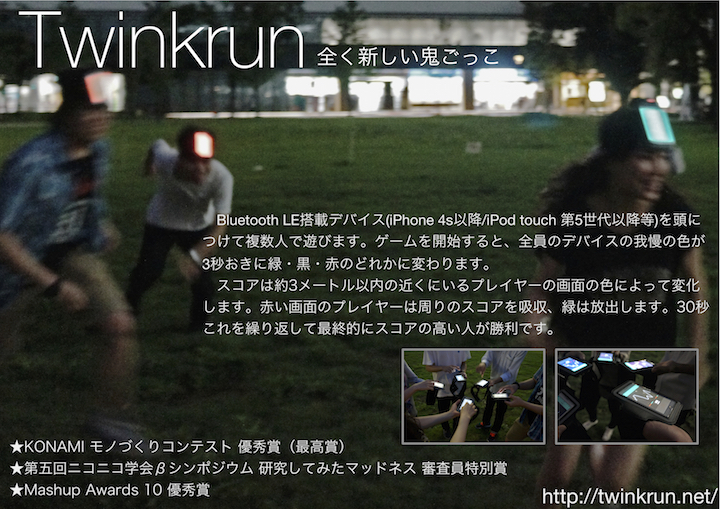 Twinkrun 全く新しい鬼ごっこ
Bluetooth LE搭載デバイス(iPhone 4s以降/iPod touch 第5世代以降等)を頭に
つけて複数人で遊びます。ゲームを開始すると、全員のデバイスの我慢の色が
3秒おきに緑・黒・赤のどれかに変わります。
スコアは約3メートル以内の近くにいるプレイヤーの画面の色によって変化
します。赤い画面のプレイヤーは周りのスコアを吸収、緑は放出します。30秒
これを繰り返して最終的にスコアの高い人が勝利です。
★KONAMI モノづくりコンテスト 優秀賞（最高賞）
★第五回ニコニコ学会βシンポジウム 研究してみたマッドネス 審査員特別賞
★Mashup Awards 10 優秀賞
http://twinkrun.net/